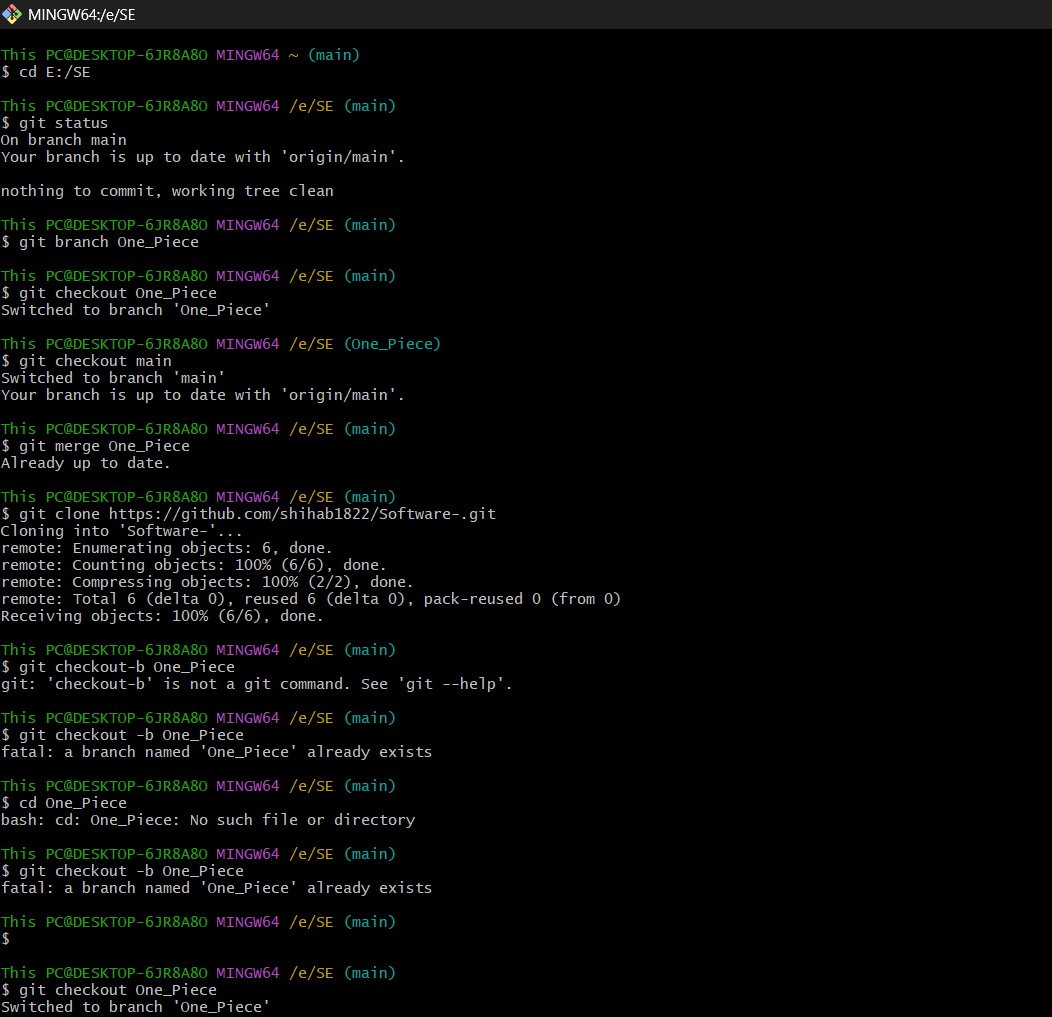 MINGW64:/e/SE
This PC@DESKTOP-6JR8A8O MINGW64 ~ (main)
$ cd E:/SE
This PC@DESKTOP-6JR8A8O MINGW64 /e/SE (main)
$ git status
On branch main
Your branch is up to date with 'origin/main'.
nothing to commit, working tree clean
This PC@DESKTOP-6JR8A8O MINGW64 /e/SE (main)
$ git branch One_Piece
This PC@DESKTOP-6JR8A8O MINGW64 /e/SE (main)
$ git checkout One_Piece
Switched to branch 'One_Piece'
This PC@DESKTOP-6JR8A8O MINGW64 /e/SE (One_Piece)
$ git checkout main
Switched to branch 'main'
Your branch is up to date with 'origin/main'.
This PC@DESKTOP-6JR8A8O MINGW64 /e/SE (main)
$ git merge One_Piece
Already up to date.
This PC@DESKTOP-6JR8A8O MINGW64 /e/SE (main)
$ git clone https://github.com/shihab1822/Software-.git
Cloning into 'Software-'...
remote: Enumerating objects: 6, done.
remote: Counting objects: 100% (6/6), done.
remote: Compressing objects: 100% (2/2), done.
remote: Total 6 (delta 0), reused 6 (delta 0), pack-reused 0 (from 0)
Receiving objects: 100% (6/6), done.
This PC@DESKTOP-6JR8A8O MINGW64 /e/SE (main)
$ git checkout-b One_Piece
git: 'checkout-b' is not a git command. See 'git --help'.
This PC@DESKTOP-6JR8A8O MINGW64 /e/SE (main)
$ git checkout -b One_Piece
fatal: a branch named 'One_Piece' already exists
This PC@DESKTOP-6JR8A8O MINGW64 /e/SE (main)
$ cd One_Piece
bash: cd: One_Piece: No such file or directory
This PC@DESKTOP-6JR8A8O MINGW64 /e/SE (main)
$ git checkout -b One_Piece
fatal: a branch named 'One_Piece' already exists
This PC@DESKTOP-6JR8A8O MINGW64 /e/SE (main)
$
This PC@DESKTOP-6JR8A8O MINGW64 /e/SE (main)
$ git checkout One_Piece
Switched to branch 'One_Piece'